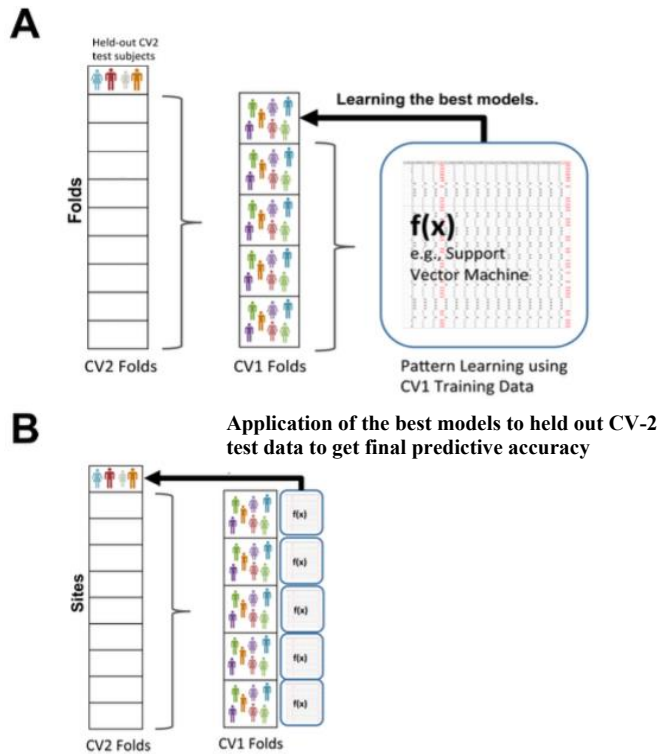 A
Held-out CV2
test subjects
Learning the best models.
Folds
f(x)
e.g., Support
Vector Machine
CV2 Folds
CV1 Folds
Pattern Learning using
CV1 Training Data
B
Application of the best models to held out CV-2
test data to get final predictive accuracy
Sites
f(x)
f(x)
f(x)
f(x)
f(x)
CV2 Folds
CV1 Folds